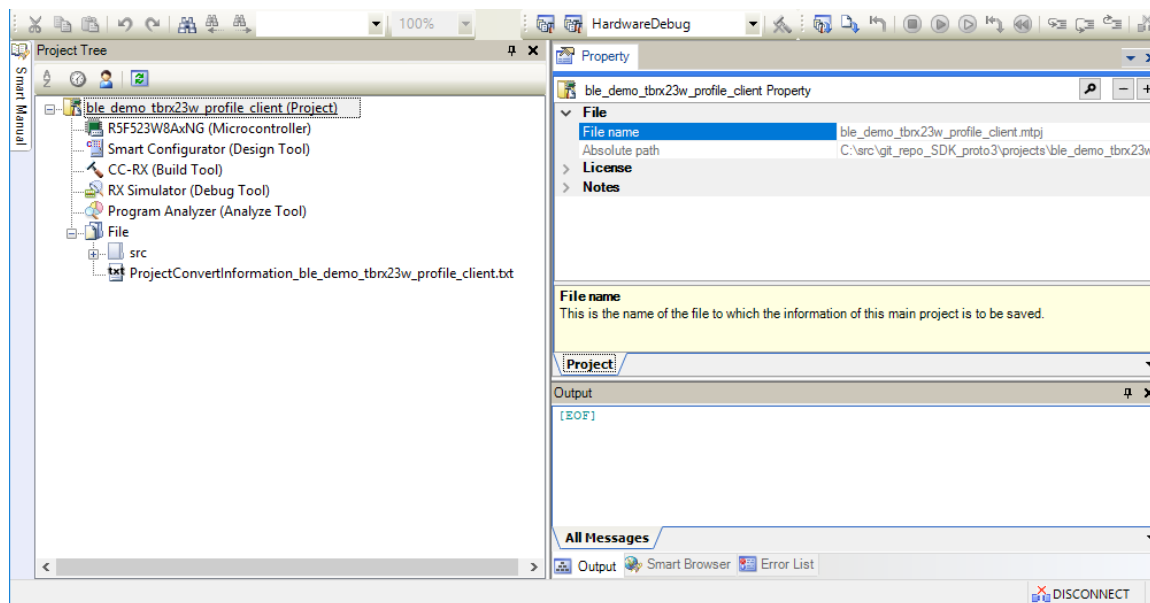 100%
HardwareDebug
Smart Manual
Project Tree
ble_demo_tbrx23w_profile_client (Project)
R5F523W8AxNG (Microcontroller)
Smart Configurator (Design Tool)
CC-RX (Build Tool)
RX Simulator (Debug Tool)
Program Analyzer (Analyze Tool)
File
src
ProjectConvertInformation_ble_demo_tbrx23w_profile_client.txt
Property
ble_demo_tbrx23w_profile_client Property
File
File name ble_demo_tbrx23w_profile_client.mtpj
Absolute path C:\src\git_repo_SDK_proto3\projects\ble_demo_tbrx23w
License
Notes
File name
This is the name of the file to which the information of this main project is to be saved.
Project
Output
[EOF]
All Messages
Output Smart Browser Error List
DISCONNECT